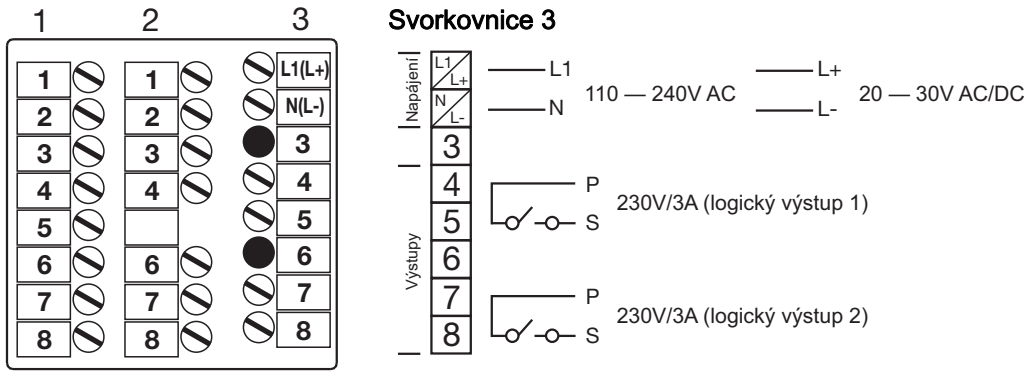 1 2 3
1 1 L1(L+)
2 2 N(L-)
3 3 3
4 4 4
5 5
6 6 6
7 7 7
8 8 8
Svorkovnice 3
Napájení
L1/L+ L1 110 — 240V AC L+ 20 — 30V AC/DC
N/L- N L-
3
Výstupy
4 P 230V/3A (logický výstup 1)
5 S
6
7 P 230V/3A (logický výstup 2)
8 S